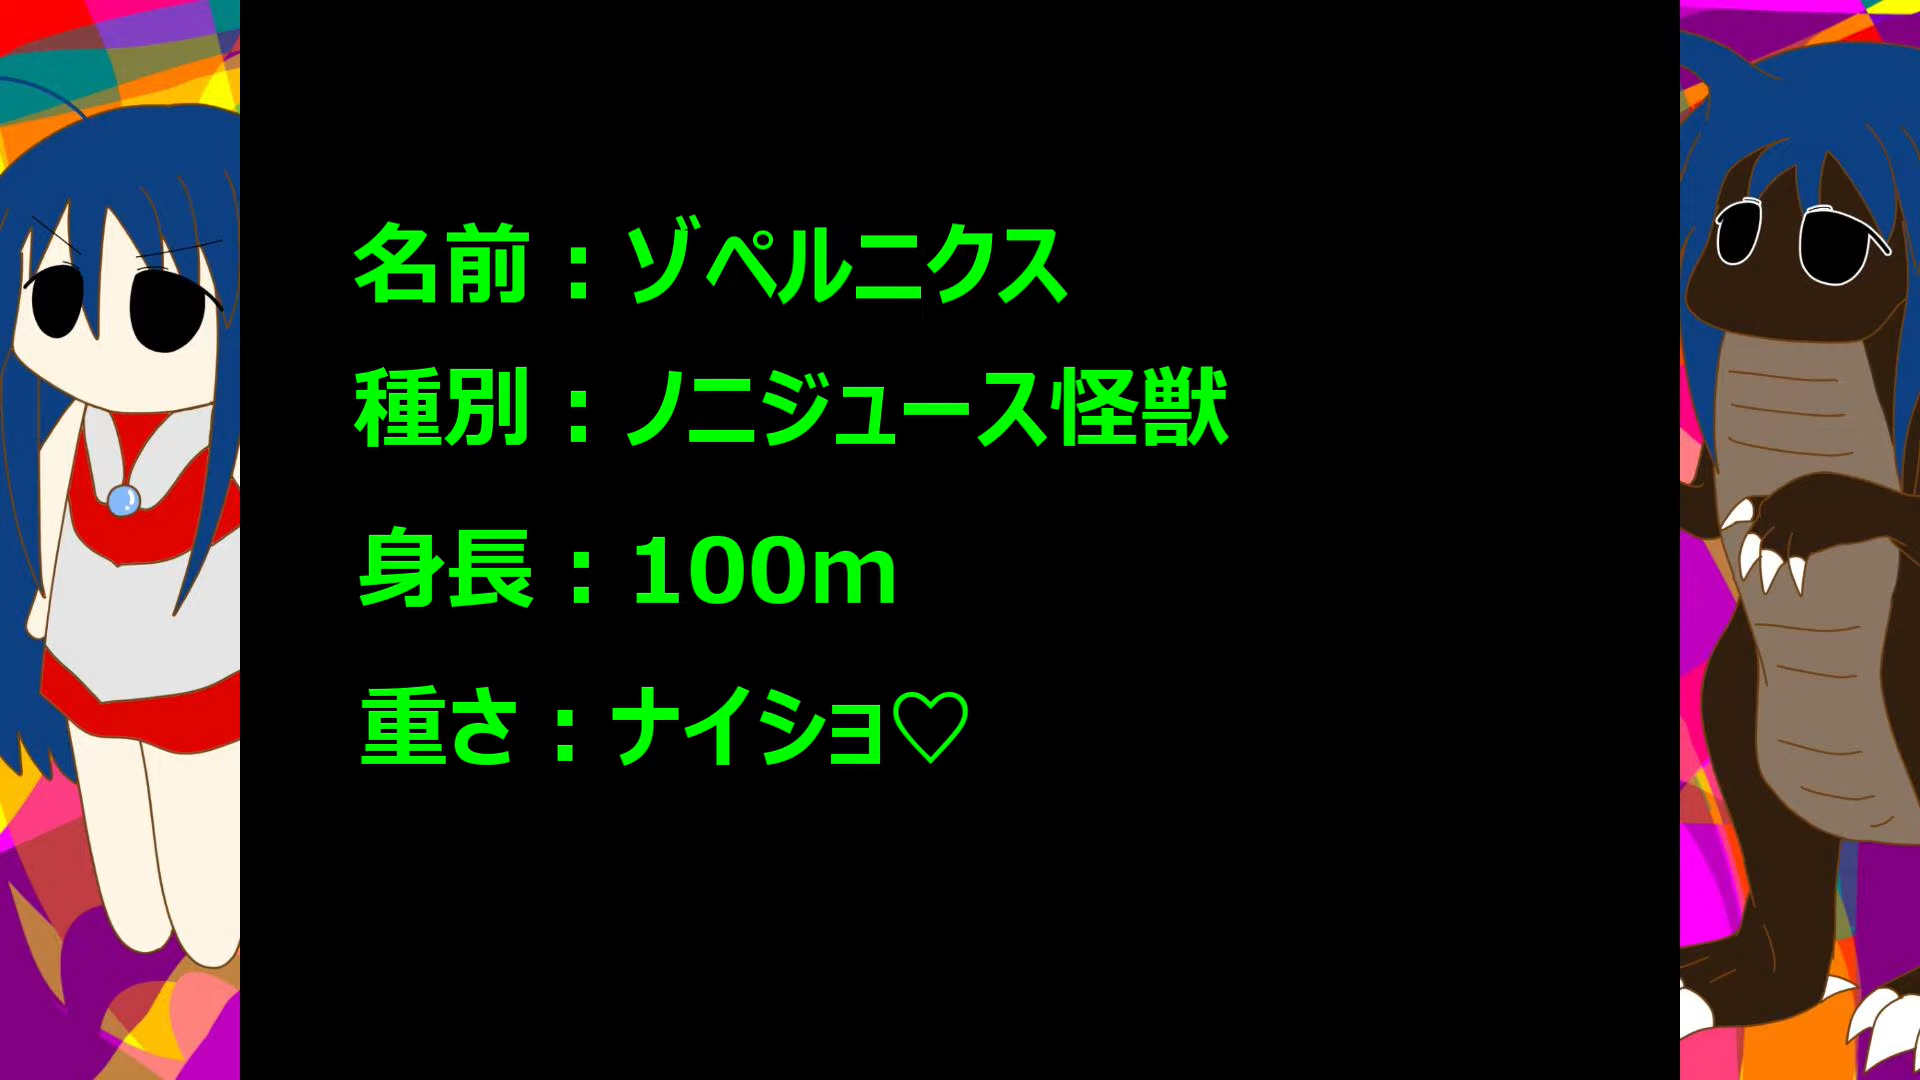 名前：ゾペルニクス
種別：ノニジュース怪獣
身長：100m
重さ：ナイショ♡